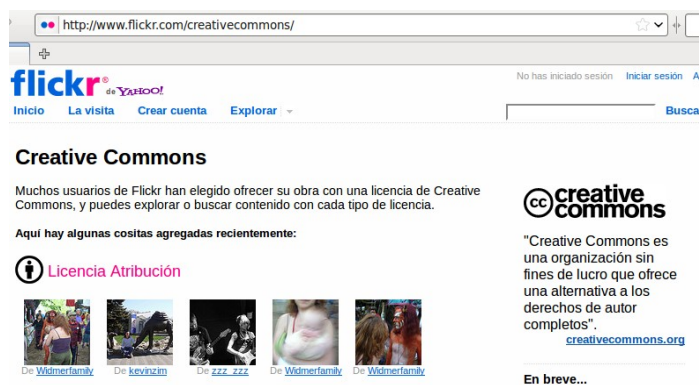 http://www.flickr.com/creativecommons/
flickr® de YAHOO!
No has iniciado sesión Iniciar sesión A
Inicio La visita Crear cuenta Explorar
Busca
Creative Commons
Muchos usuarios de Flickr han elegido ofrecer su obra con una licencia de Creative
Commons, y puedes explorar o buscar contenido con cada tipo de licencia.
Aquí hay algunas cositas agregadas recientemente:
Licencia Atribución
De Widmerfamily De kevinzim De zzz_zzz De Widmerfamily De Widmerfamily
cc creative
commons
"Creative Commons es
una organización sin
fines de lucro que ofrece
una alternativa a los
derechos de autor
completos".
creativecommons.org
En breve...